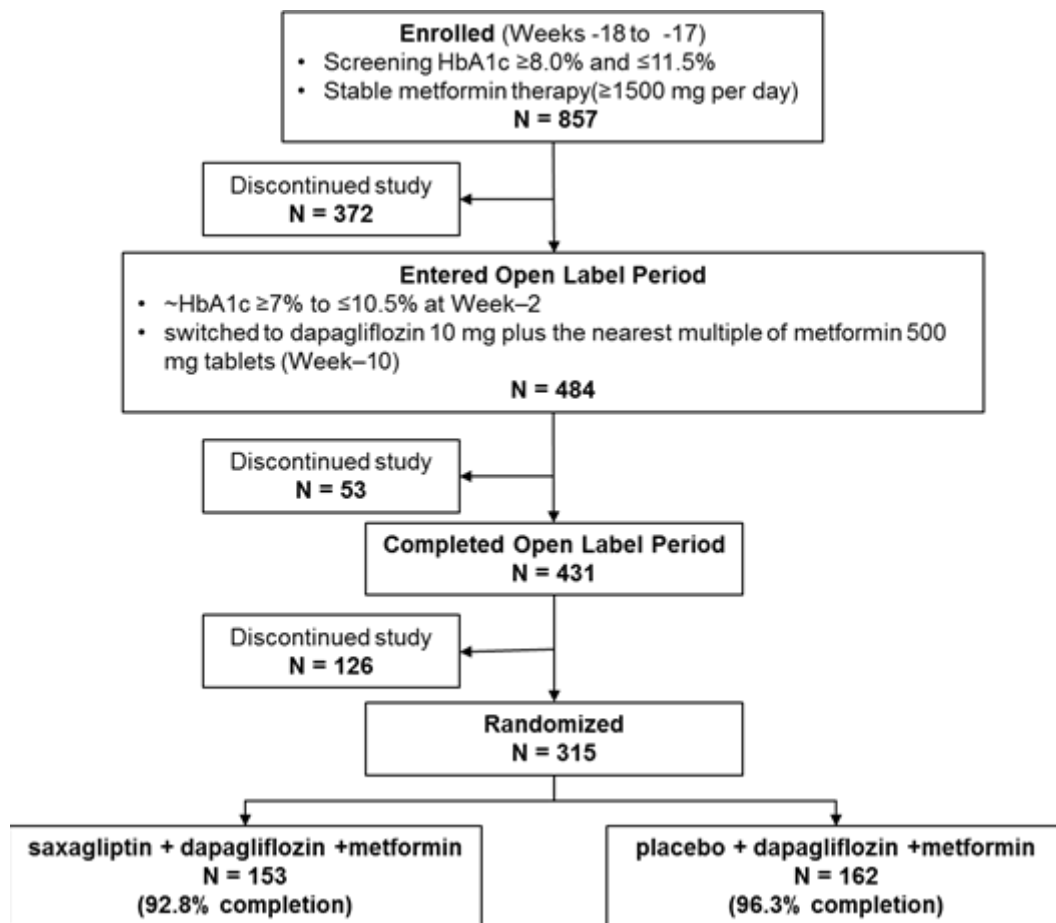 Enrolled (Weeks -18 to -17)
• Screening HbA1c ≥8.0% and ≤11.5%
• Stable metformin therapy(≥1500 mg per day)
N = 857
Discontinued study
N = 372
Entered Open Label Period
• ~HbA1c ≥7% to ≤10.5% at Week–2
• switched to dapagliflozin 10 mg plus the nearest multiple of metformin 500
mg tablets (Week–10)
N = 484
Discontinued study
N = 53
Completed Open Label Period
N = 431
Discontinued study
N = 126
Randomized
N = 315
saxagliptin + dapagliflozin +metformin
N = 153
(92.8% completion)
placebo + dapagliflozin +metformin
N = 162
(96.3% completion)